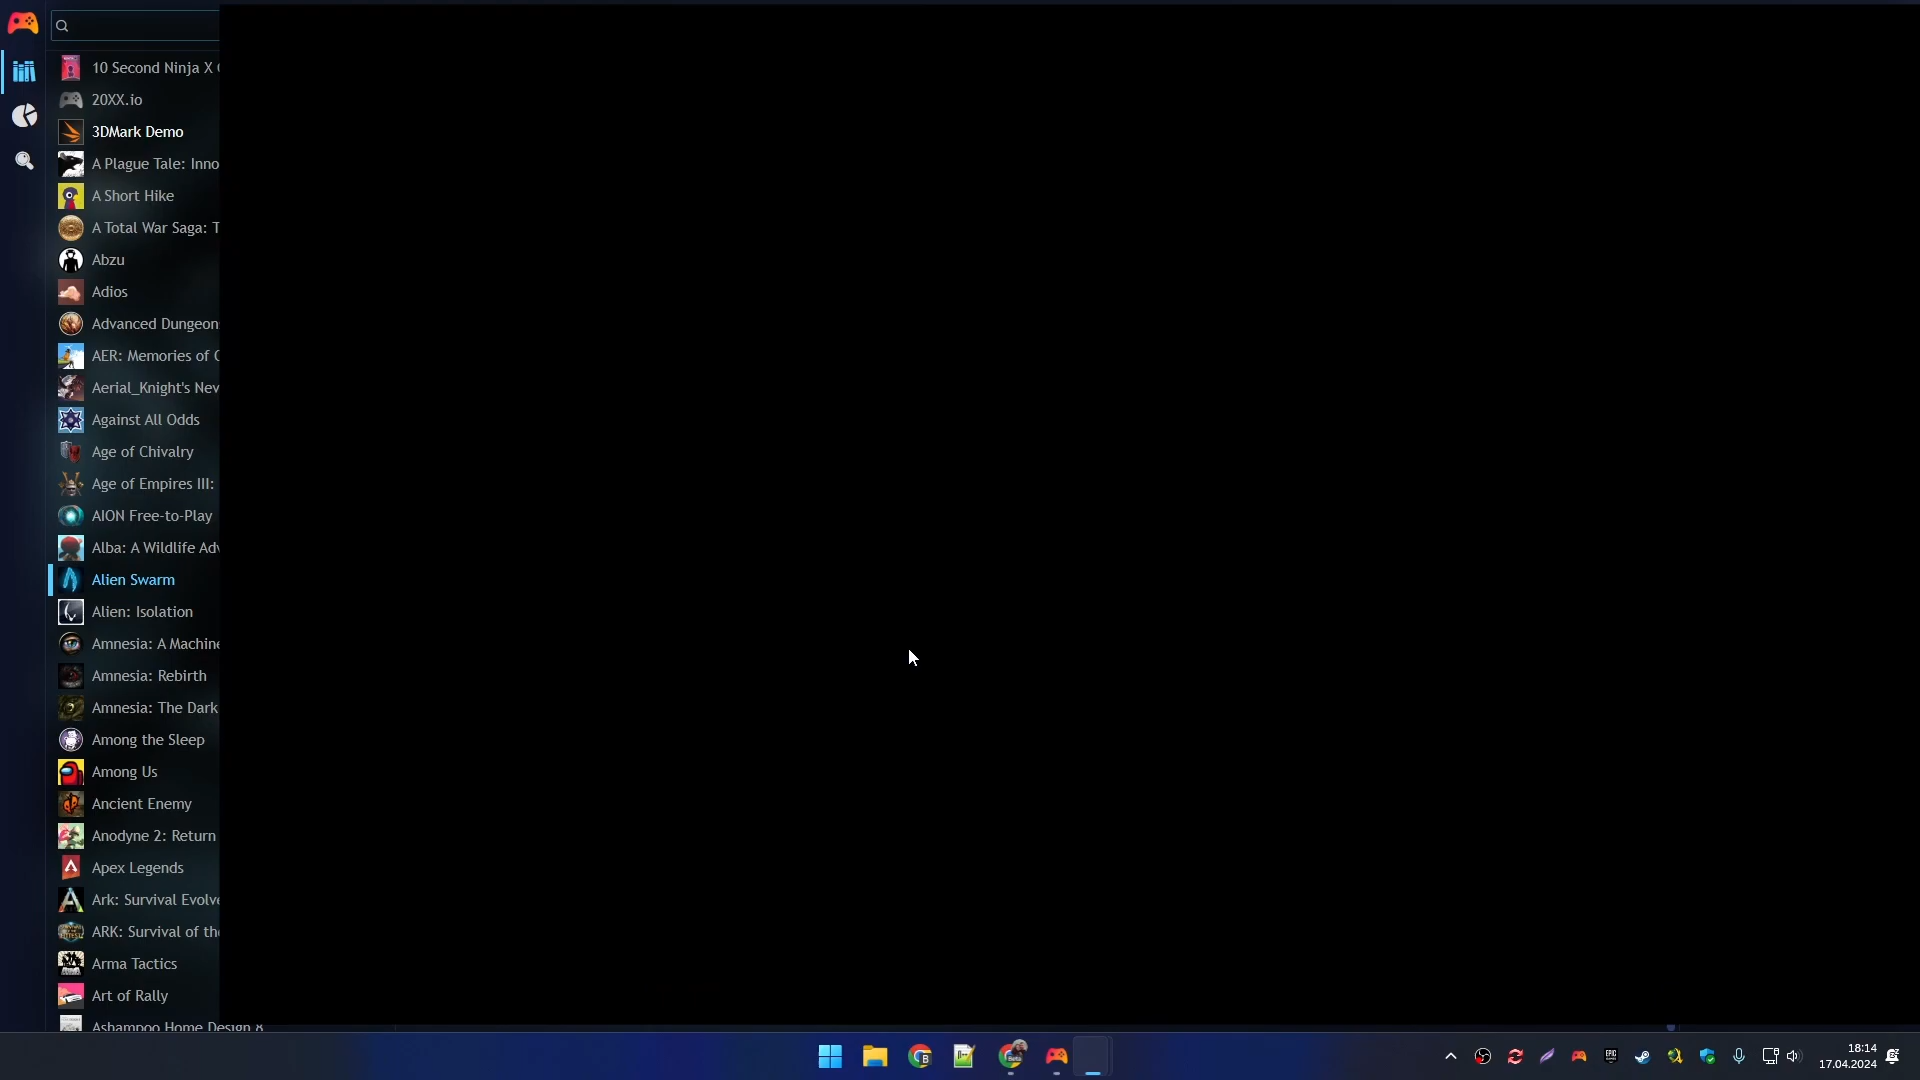 10 Second Ninja X
20XX.io
3DMark Demo
A Plague Tale: Inno
A Short Hike
A Total War Saga: T
Abzu
Adios
Advanced Dungeon
AER: Memories of
Aerial_Knight's Nev
Against All Odds
Age of Chivalry
Age of Empires III:
AION Free-to-Play
Alba: A Wildlife Adv
Alien Swarm
Alien: Isolation
Amnesia: A Machine
Amnesia: Rebirth
Amnesia: The Dark
Among the Sleep
Among Us
Ancient Enemy
Anodyne 2: Return
Apex Legends
Ark: Survival Evolve
ARK: Survival of the
Arma Tactics
Art of Rally
Ashampoo Home Design 8
Beta
EPIC
18:14
17.04.2024